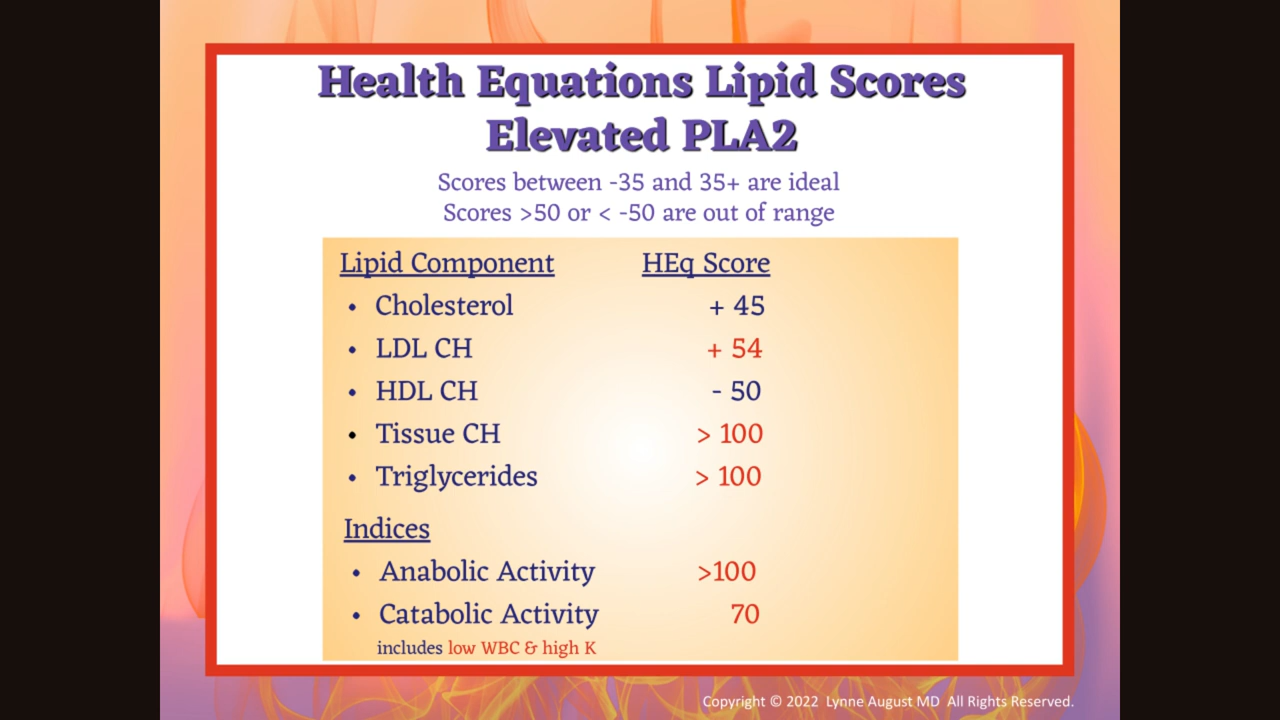 Health Equations Lipid Scores
Elevated PLA2
Scores between -35 and 35+ are ideal
Scores >50 or < -50 are out of range
Lipid Component HEq Score
• Cholesterol + 45
• LDL CH + 54
• HDL CH - 50
• Tissue CH > 100
• Triglycerides > 100
Indices
• Anabolic Activity >100
• Catabolic Activity 70
includes low WBC & high K
Copyright © 2022 Lynne August MD All Rights Reserved.